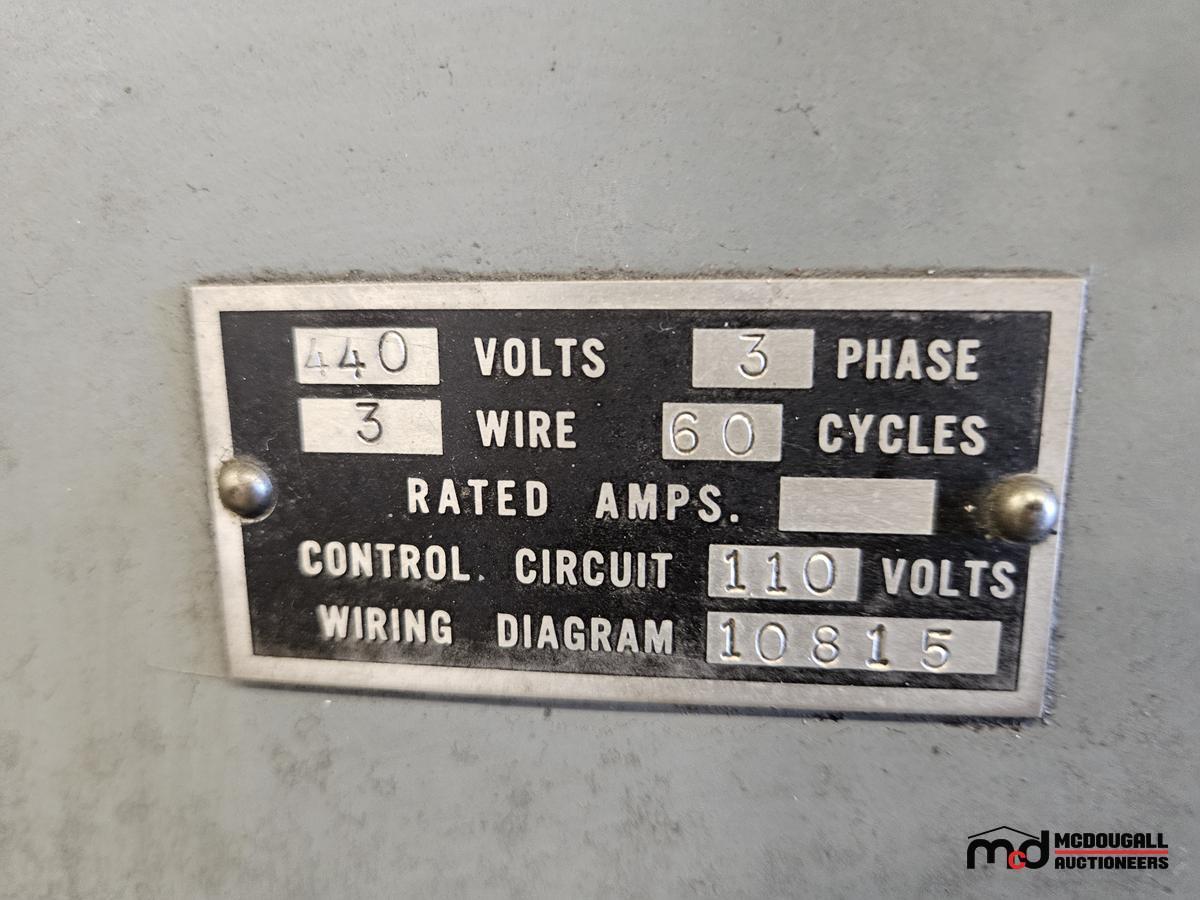 440 VOLTS 3 PHASE
3 WIRE 60 CYCLES
RATED AMPS.
CONTROL CIRCUIT 110 VOLTS
WIRING DIAGRAM 10815
mcd MCDOUGALL
AUCTIONEERS